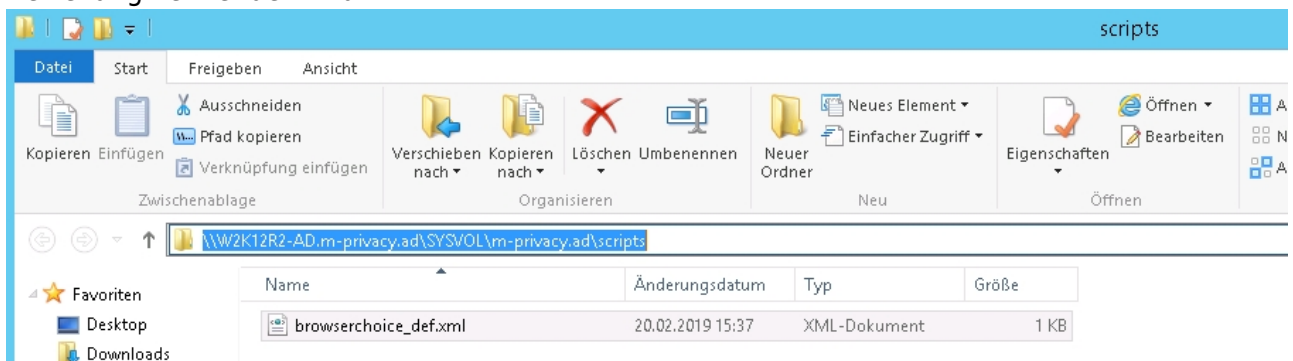 scripts
Datei Start Freigeben Ansicht
Kopieren
Einfügen
Ausschneiden
Pfad kopieren
Verknüpfung einfügen
Zwischenablage
Verschieben nach
Kopieren nach
Löschen
Umbenennen
Organisieren
Neuer Ordner
Neues Element
Einfacher Zugriff
Neu
Eigenschaften
Öffnen
Bearbeiten
Öffnen
A
N
A
\\W2K12R2-AD.m-privacy.ad\SYSVOL\m-privacy.ad\scripts
Favoriten
Desktop
Downloads
Name Änderungsdatum Typ Größe
browserchoice_def.xml 20.02.2019 15:37 XML-Dokument 1 KB